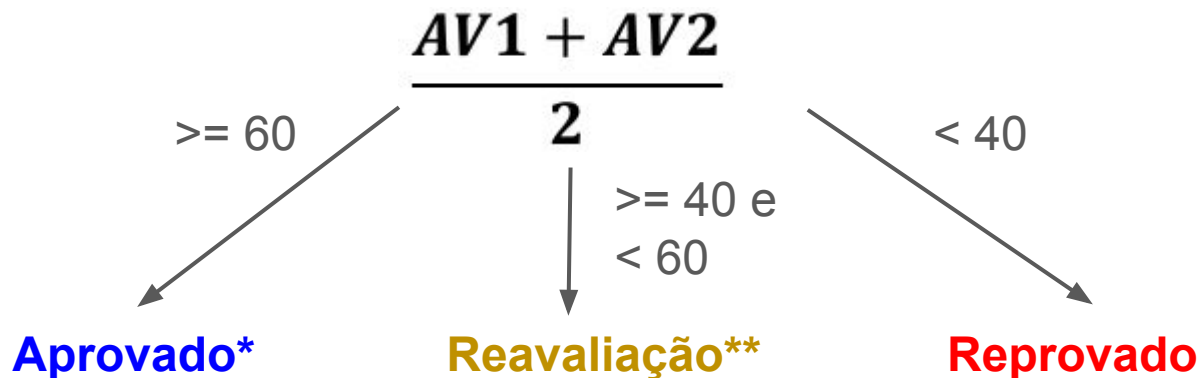 AV1 + AV2
2
>= 60
< 40
>= 40 e
< 60
Aprovado*
Reavaliação**
Reprovado